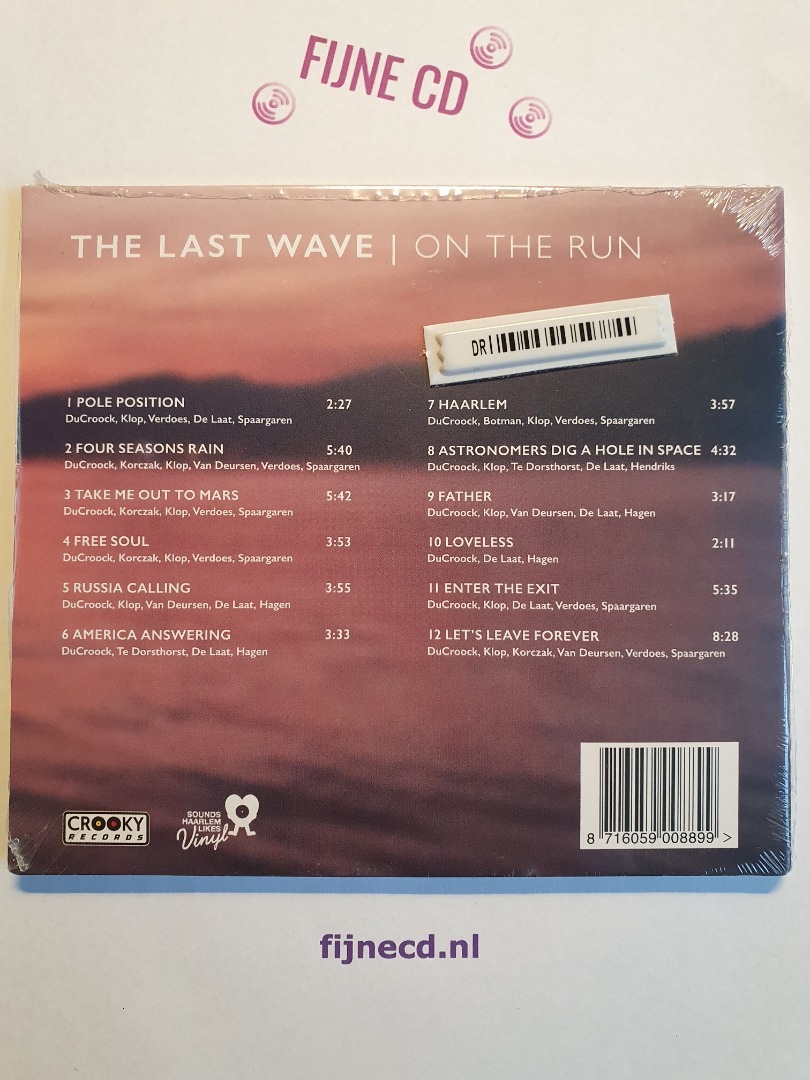 FIJNE CD
THE LAST WAVE | ON THE RUN
DR
1 POLE POSITION 2:27
DuCroock, Klop, Verdoes, De Laat, Spaargaren
2 FOUR SEASONS RAIN 5:40
DuCroock, Korczak, Klop, Van Deursen, Verdoes, Spaargaren
3 TAKE ME OUT TO MARS 5:42
DuCroock, Korczak, Klop, Verdoes, Spaargaren
4 FREE SOUL 3:53
DuCroock, Korczak, Klop, Verdoes, Spaargaren
5 RUSSIA CALLING 3:55
DuCroock, Klop, Van Deursen, De Laat, Hagen
6 AMERICA ANSWERING 3:33
DuCroock, Te Dorsthorst, De Laat, Hagen
7 HAARLEM 3:57
DuCroock, Botman, Klop, Verdoes, Spaargaren
8 ASTRONOMERS DIG A HOLE IN SPACE 4:32
DuCroock, Klop, Te Dorsthorst, De Laat, Hendriks
9 FATHER 3:17
DuCroock, Klop, Van Deursen, De Laat, Hagen
10 LOVELESS 2:11
DuCroock, De Laat, Hagen
11 ENTER THE EXIT 5:35
DuCroock, Klop, De Laat, Verdoes, Spaargaren
12 LET'S LEAVE FOREVER 8:28
DuCroock, Klop, Korczak, Van Deursen, Verdoes, Spaargaren
CROOKY
RECORDS
SOUNDS
HAARLEM
LIKES
Vinyl
8 716059 008899 >
fijnecd.nl